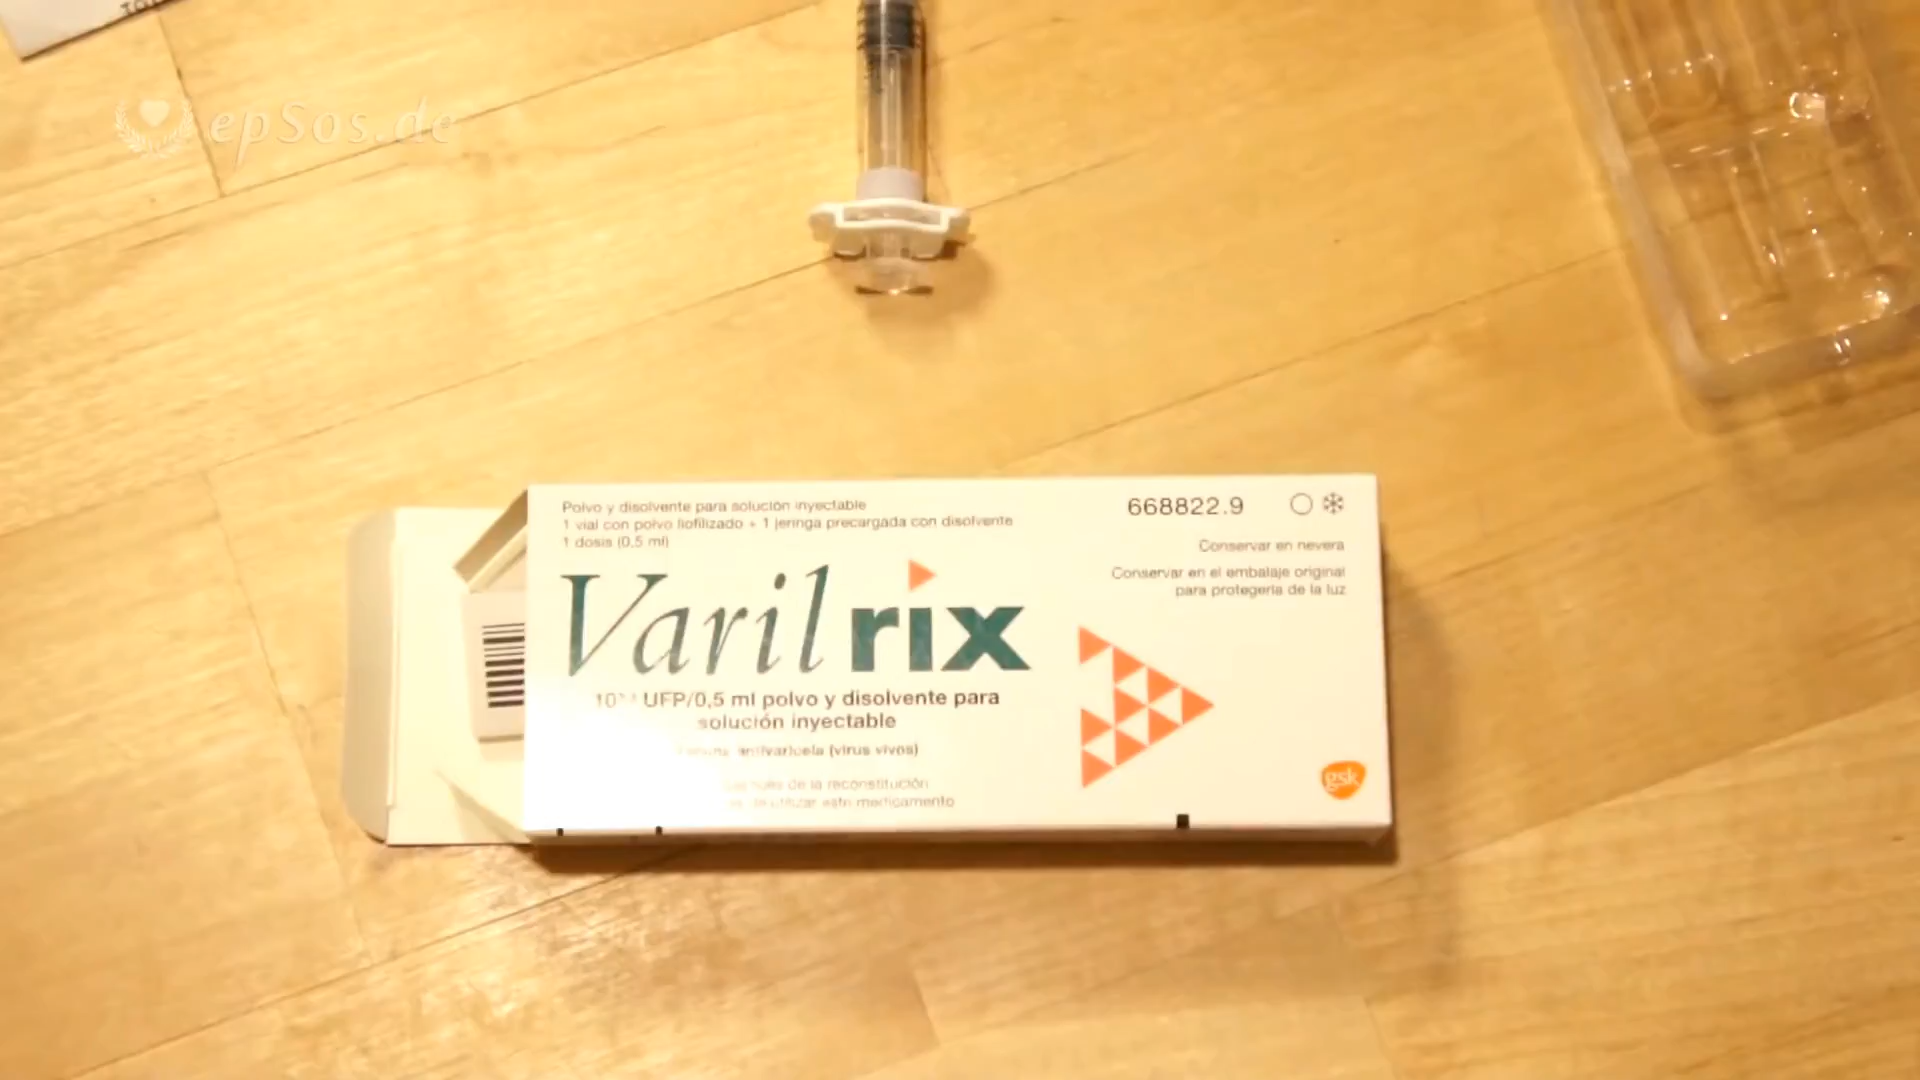 epSos.de
Polvo y disolvente para solución inyectable
1 vial con polvo liofilizado + 1 jeringa precargada con disolvente
1 dosis (0,5 ml)
668822.9
Conservar en nevera
Conservar en el embalaje original
para protegerla de la luz
Varilrix
UFP/0,5 ml polvo y disolvente para
solución inyectable
antivaricela (virus vivos)
de la reconstitución
utilizar este medicamento
gsk